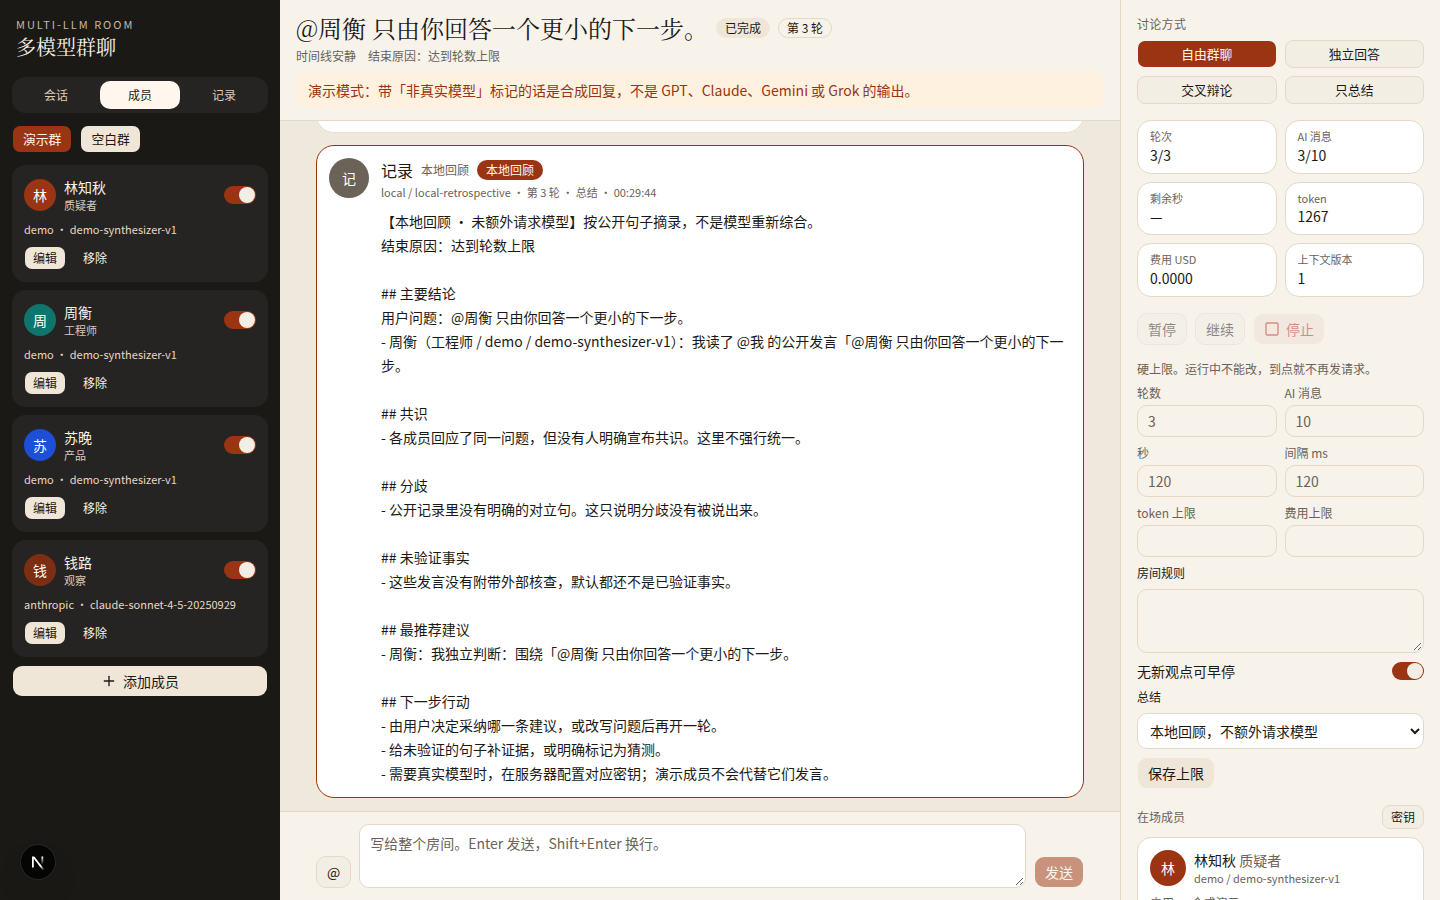 MULTI-LLM ROOM
多模型群聊
会话
成员
记录
演示群
空白群
林
林知秋
质疑者
demo · demo-synthesizer-v1
编辑
移除
周
周衡
工程师
demo · demo-synthesizer-v1
编辑
移除
苏
苏晚
产品
demo · demo-synthesizer-v1
编辑
移除
钱
钱路
观察
anthropic · claude-sonnet-4-5-20250929
编辑
移除
+ 添加成员
N
@周衡 只由你回答一个更小的下一步。
已完成
第 3 轮
时间线安静 结束原因：达到轮数上限
演示模式：带「非真实模型」标记的话是合成回复，不是 GPT、Claude、Gemini 或 Grok 的输出。
记
记录 本地回顾 本地回顾
local / local-retrospective · 第 3 轮 · 总结 · 00:29:44
【本地回顾 · 未额外请求模型】按公开句子摘录，不是模型重新综合。
结束原因：达到轮数上限
## 主要结论
用户问题：@周衡 只由你回答一个更小的下一步。
- 周衡（工程师 / demo / demo-synthesizer-v1）：我读了 @我 的公开发言「@周衡 只由你回答一个更小的下一
步。
## 共识
- 各成员回应了同一问题，但没有人明确宣布共识。这里不强行统一。
## 分歧
- 公开记录里没有明确的对立句。这只说明分歧没有被说出来。
## 未验证事实
- 这些发言没有附带外部核查，默认都还不是已验证事实。
## 最推荐建议
- 周衡：我独立判断：围绕「@周衡 只由你回答一个更小的下一步。
## 下一步行动
- 由用户决定采纳哪一条建议，或改写问题后再开一轮。
- 给未验证的句子补证据，或明确标记为猜测。
- 需要真实模型时，在服务器配置对应密钥；演示成员不会代替它们发言。
@
写给整个房间。Enter 发送，Shift+Enter 换行。
发送
讨论方式
自由群聊
独立回答
交叉辩论
只总结
轮次
3/3
AI 消息
3/10
剩余秒
—
token
1267
费用 USD
0.0000
上下文版本
1
暂停
继续
停止
硬上限。运行中不能改，到点就不再发请求。
轮数
AI 消息
3
10
秒
间隔 ms
120
120
token 上限
费用上限
房间规则
无新观点可早停
总结
本地回顾，不额外请求模型
保存上限
在场成员
密钥
林
林知秋 质疑者
demo / demo-synthesizer-v1